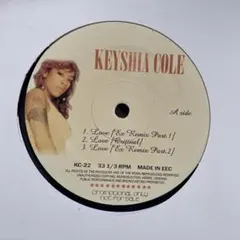 KEYSHIA COLE
A side
1. Love [Ex Remix Part.1]
2. Love [Original]
3. Love [Ex Remix Part.2]
KC-22 33 1/3 RPM MADE IN EEC
PROMOTIONAL ONLY
NOT FOR SALE